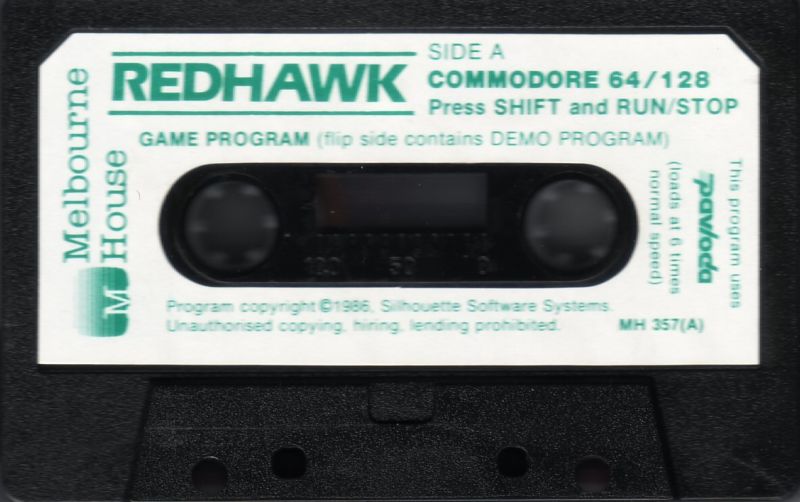 SIDE A
REDHAWK
COMMODORE 64/128
Press SHIFT and RUN/STOP
GAME PROGRAM (flip side contains DEMO PROGRAM)
Melbourne
House
M
This program uses
pavloda
(loads at 6 times
normal speed)
100 50 0
Program copyright ©1986, Silhouette Software Systems.
Unauthorised copying, hiring, lending prohibited.
MH 357(A)